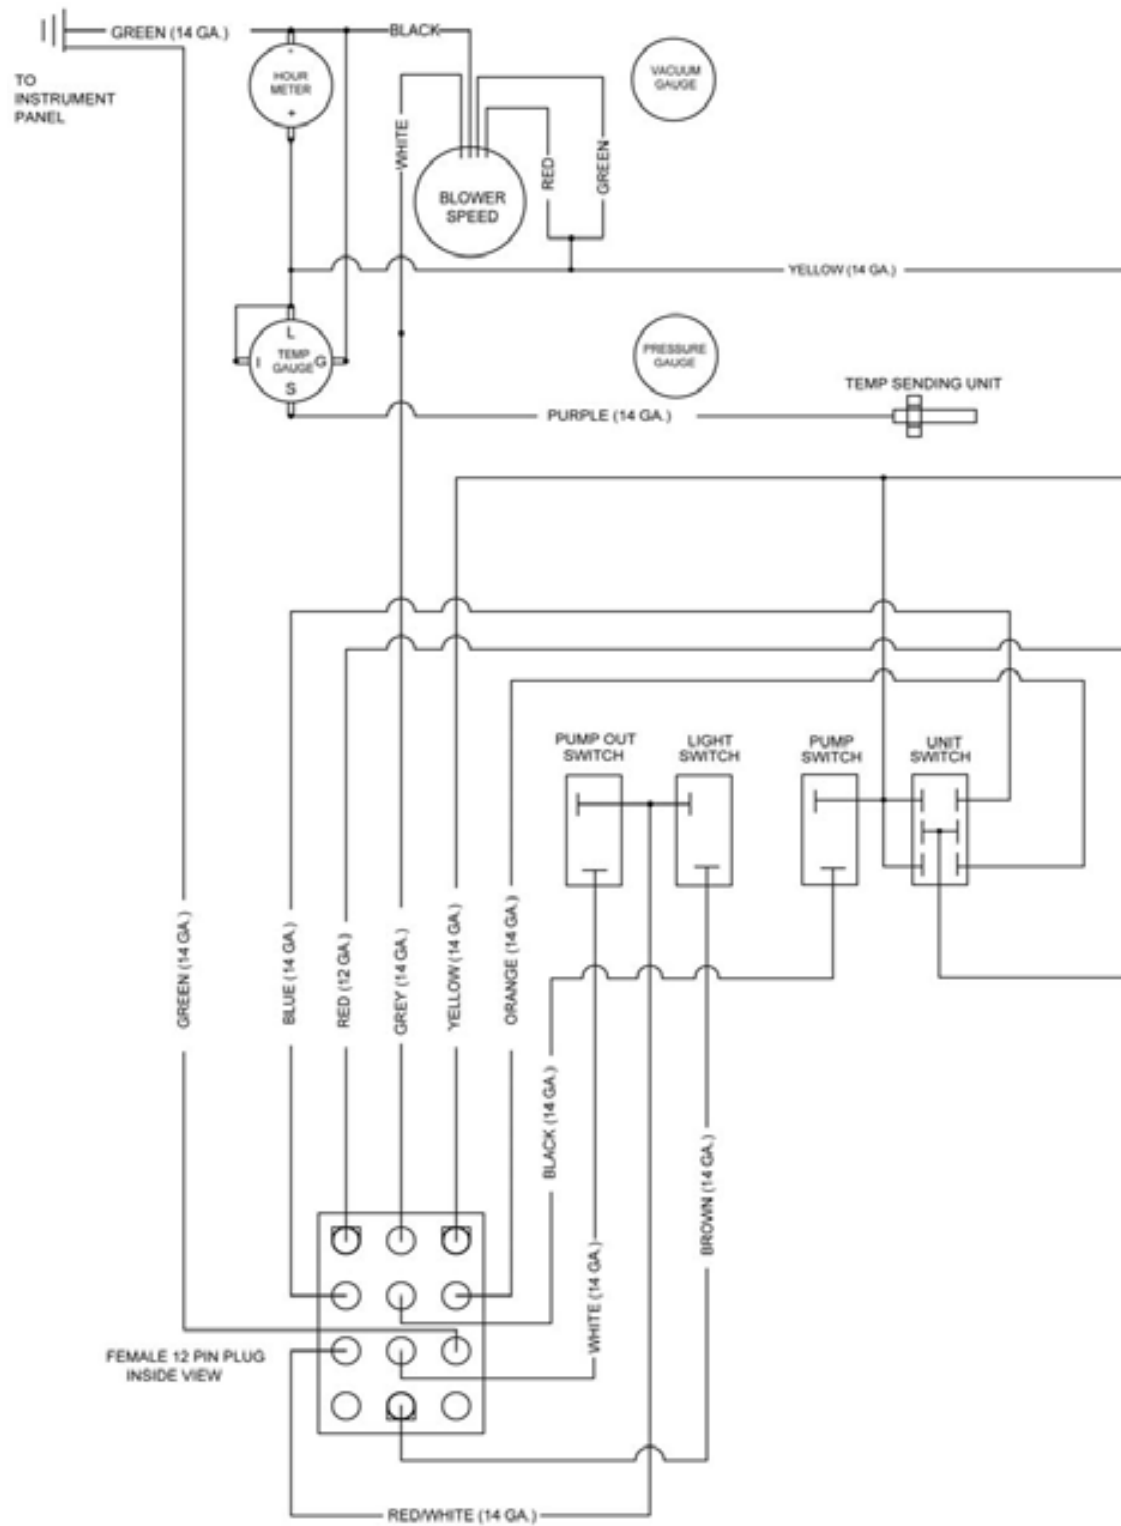 GREEN (14 GA.)
BLACK
TO
INSTRUMENT
PANEL
-
HOUR
METER
+
VACUUM
GAUGE
WHITE
BLOWER
SPEED
RED
GREEN
YELLOW (14 GA.)
L
I
TEMP
GAUGE
G
S
PRESSURE
GAUGE
TEMP SENDING UNIT
PURPLE (14 GA.)
PUMP OUT
SWITCH
LIGHT
SWITCH
PUMP
SWITCH
UNIT
SWITCH
GREEN (14 GA.)
BLUE (14 GA.)
RED (12 GA.)
GREY (14 GA.)
YELLOW (14 GA.)
ORANGE (14 GA.)
BLACK (14 GA.)
WHITE (14 GA.)
BROWN (14 GA.)
FEMALE 12 PIN PLUG
INSIDE VIEW
RED/WHITE (14 GA.)